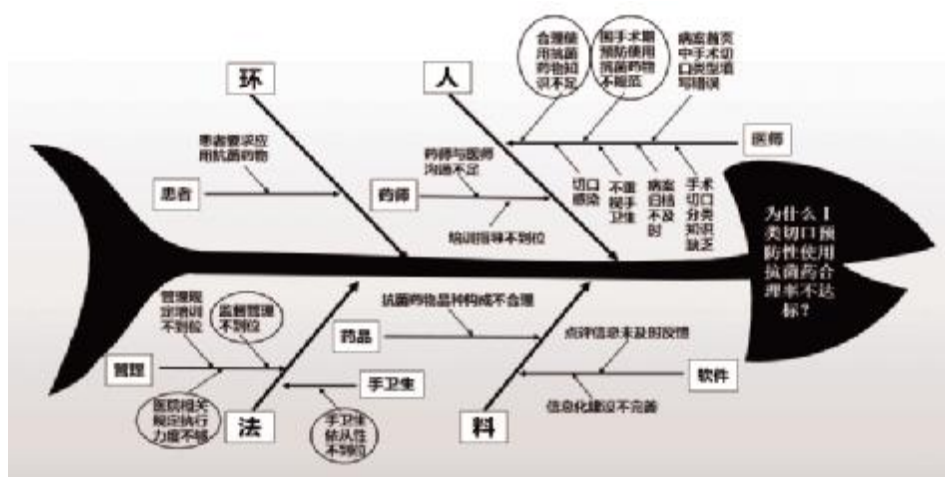 合理使
用抗菌
药物知
识不足
围手术期
预防使用
抗菌药物
不规范
病案首页
中手术切
口类型填
写错误
环
人
医师
患者要求应
用抗菌药物
药师与医师
沟通不足
患者
药师
切口
感染
不重
视手
卫生
病案
归档
不及
时
手术
切口
分类
知识
缺乏
培训指导不到位
为什么I
类切口预
防性使用
抗菌药合
理率不达
标?
管理规
定培训
不到位
监督管理
不到位
抗菌药物品种构成不合理
药品
点评信息未及时反馈
管理
手卫生
软件
医院相关
规定执行
力度不够
法
手卫生
依从性
不到位
料
信息化建设不完善